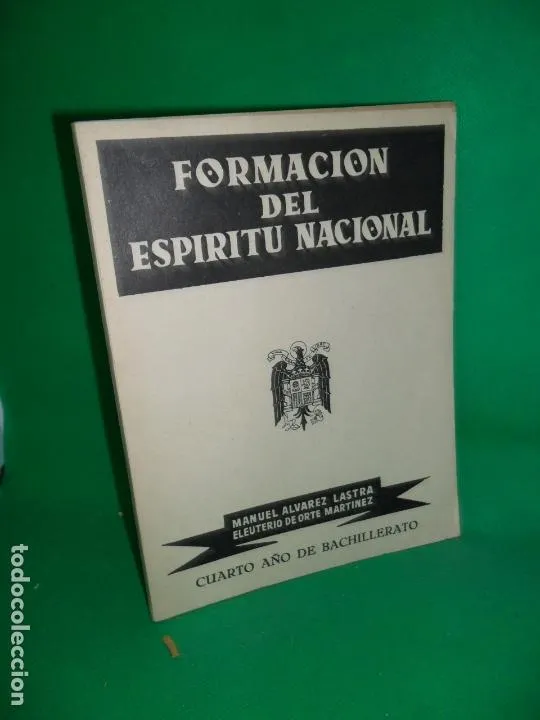 FORMACION
DEL
ESPIRITU NACIONAL
MANUEL ALVAREZ LASTRA
ELEUTERIO DE ORTE MARTINEZ
CUARTO AÑO DE BACHILLERATO
todocoleccion